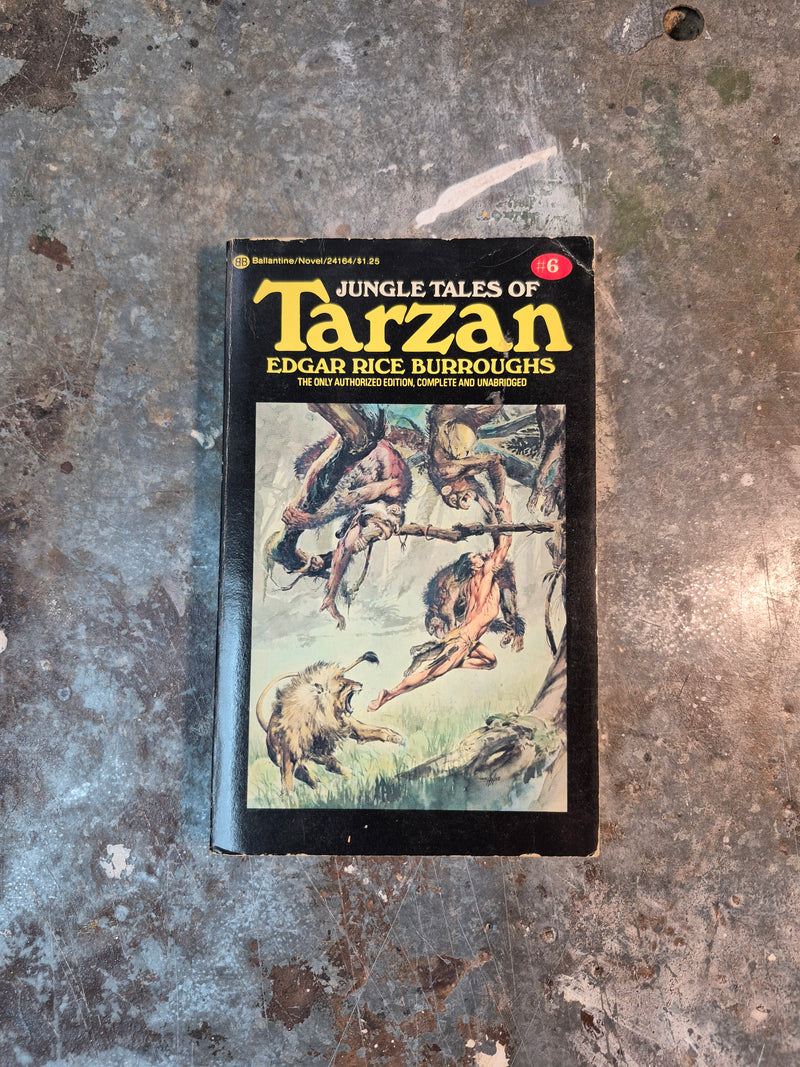 BB Ballantine/Novel/24164/$1.25
#6
JUNGLE TALES OF
Tarzan
EDGAR RICE BURROUGHS
THE ONLY AUTHORIZED EDITION, COMPLETE AND UNABRIDGED